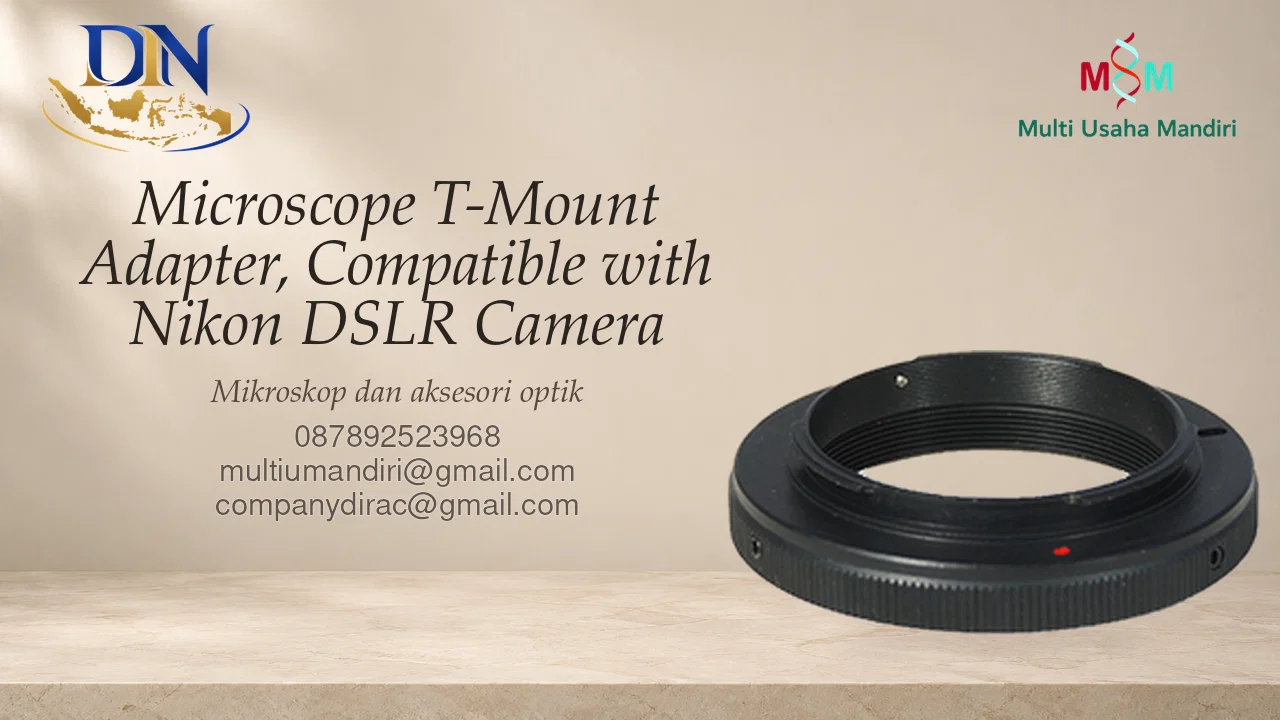 DN
MSM
Multi Usaha Mandiri
Microscope T-Mount
Adapter, Compatible with
Nikon DSLR Camera
Mikroskop dan aksesori optik
087892523968
multiumandiri@gmail.com
companydirac@gmail.com